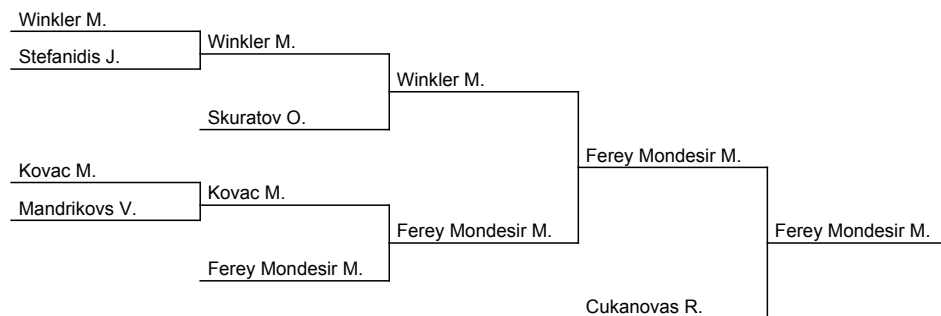 Winkler M.
Stefanidis J.
Winkler M.
Winkler M.
Skuratov O.
Ferey Mondesir M.
Kovac M.
Mandrikovs V.
Kovac M.
Ferey Mondesir M.
Ferey Mondesir M.
Ferey Mondesir M.
Cukanovas R.